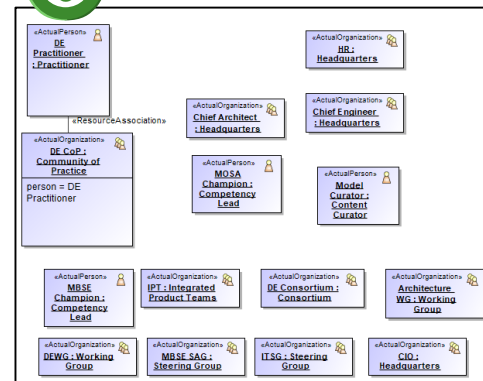 «ActualPerson»
DE
Practitioner
: Practitioner
«ResourceAssociation»
«ActualOrganization»
DE CoP :
Community of
Practice
person = DE
Practitioner
«ActualOrganization»
HR :
Headquarters
«ActualOrganization»
Chief Architect
: Headquarters
«ActualOrganization»
Chief Engineer
: Headquarters
«ActualPerson»
MOSA
Champion :
Competency
Lead
«ActualPerson»
Model
Curator :
Content
Curator
«ActualPerson»
MBSE
Champion :
Competency
Lead
«ActualOrganization»
IPT : Integrated
Product Teams
«ActualOrganization»
DE Consortium :
Consortium
«ActualOrganization»
Architecture
WG : Working
Group
«ActualOrganization»
DEWG : Working
Group
«ActualOrganization»
MBSE SAG :
Steering Group
«ActualOrganization»
ITSG : Steering
Group
«ActualOrganization»
CIO :
Headquarters